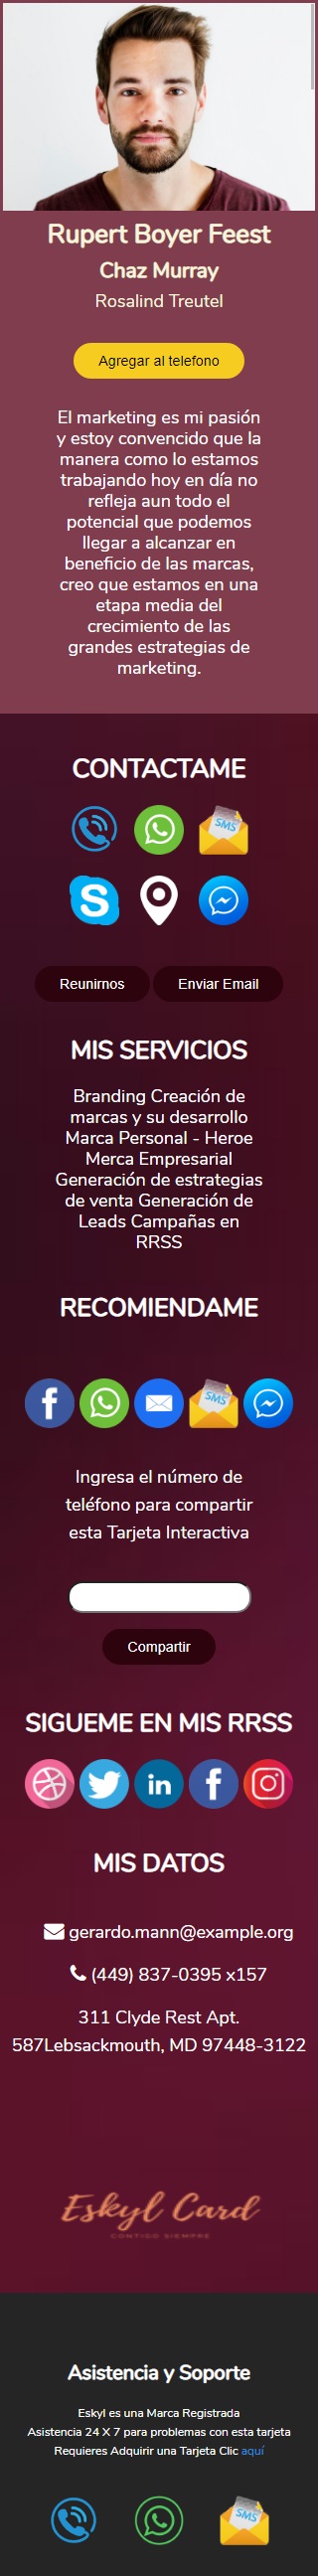 Rupert Boyer Feest
Chaz Murray
Rosalind Treutel
Agregar al telefono
El marketing es mi pasión
y estoy convencido que la
manera como lo estamos
trabajando hoy en día no
refleja aun todo el
potencial que podemos
llegar a alcanzar en
beneficio de las marcas,
creo que estamos en una
etapa media del
crecimiento de las
grandes estrategias de
marketing.
CONTACTAME
SMS
Reunirnos Enviar Email
MIS SERVICIOS
Branding Creación de
marcas y su desarrollo
Marca Personal - Heroe
Merca Empresarial
Generación de estrategias
de venta Generación de
Leads Campañas en
RRSS
RECOMIENDAME
SMS
Ingresa el número de
teléfono para compartir
esta Tarjeta Interactiva
Compartir
SIGUEME EN MIS RRSS
MIS DATOS
gerardo.mann@example.org
(449) 837-0395 x157
311 Clyde Rest Apt.
587Lebsackmouth, MD 97448-3122
Eskyl Card
CONTIGO SIEMPRE
Asistencia y Soporte
Eskyl es una Marca Registrada
Asistencia 24 X 7 para problemas con esta tarjeta
Requieres Adquirir una Tarjeta Clic aquí
SMS